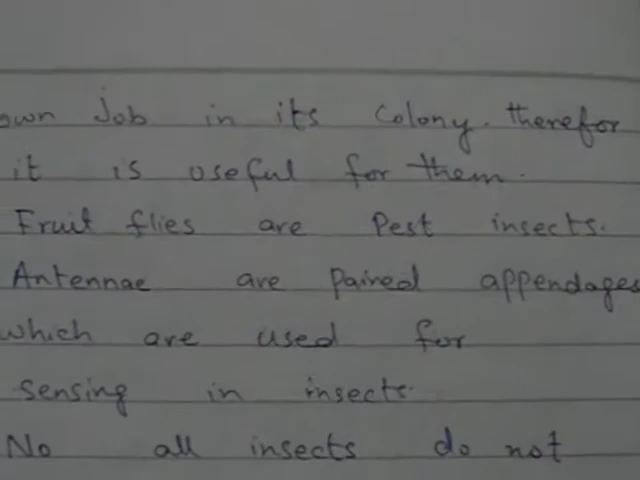 own Job in its colony. therefor
it is useful for them.
Fruit flies are Pest insects.
Antennae are paired appendages
which are used for
sensing in insects.
No all insects do not